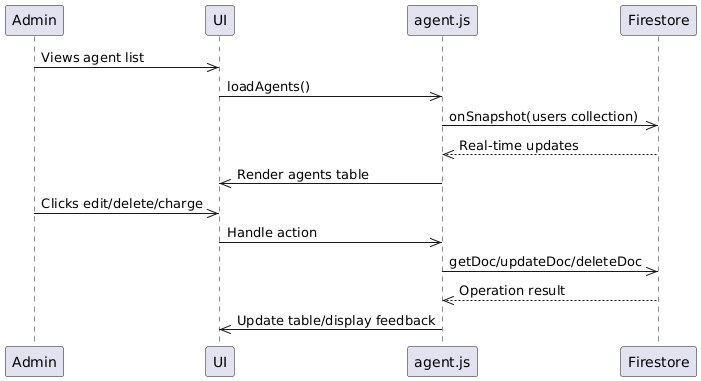 Admin UI agent.js Firestore
Views agent list
loadAgents()
onSnapshot(users collection)
Real-time updates
Render agents table
Clicks edit/delete/charge
Handle action
getDoc/updateDoc/deleteDoc
Operation result
Update table/display feedback
Admin UI agent.js Firestore